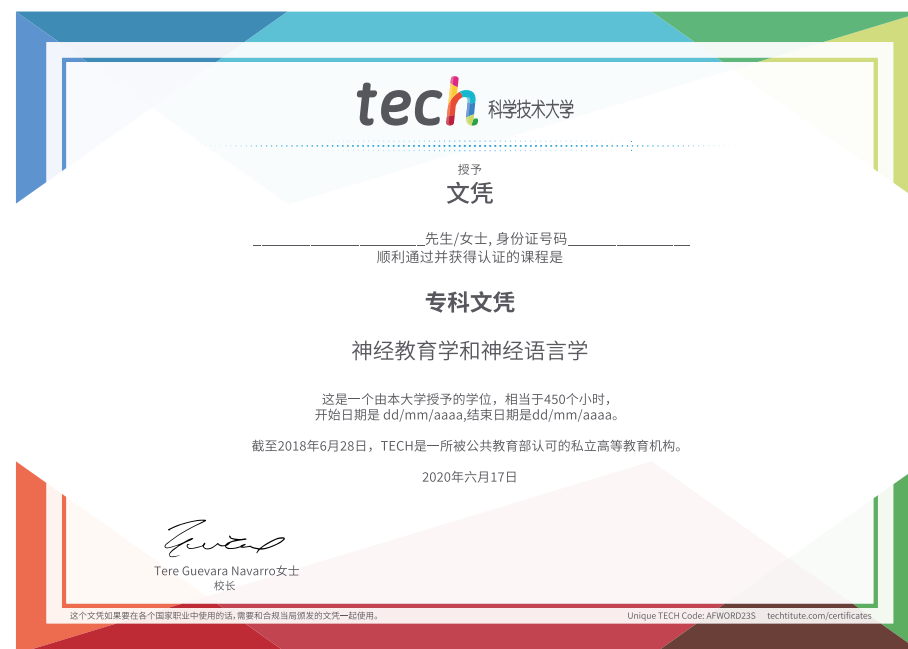 tech 科学技术大学
授予
文凭
________________________先生/女士, 身份证号码_________________
顺利通过并获得认证的课程是
专科文凭
神经教育学和神经语言学
这是一个由本大学授予的学位，相当于450个小时，
开始日期是 dd/mm/aaaa,结束日期是dd/mm/aaaa。
截至2018年6月28日，TECH是一所被公共教育部认可的私立高等教育机构。
2020年六月17日
Tere Guevara Navarro女士
校长
这个文凭如果要在各个国家职业中使用的话，需要和合规当局颁发的文凭一起使用。
Unique TECH Code: AFWORD23S techtitute.com/certificates